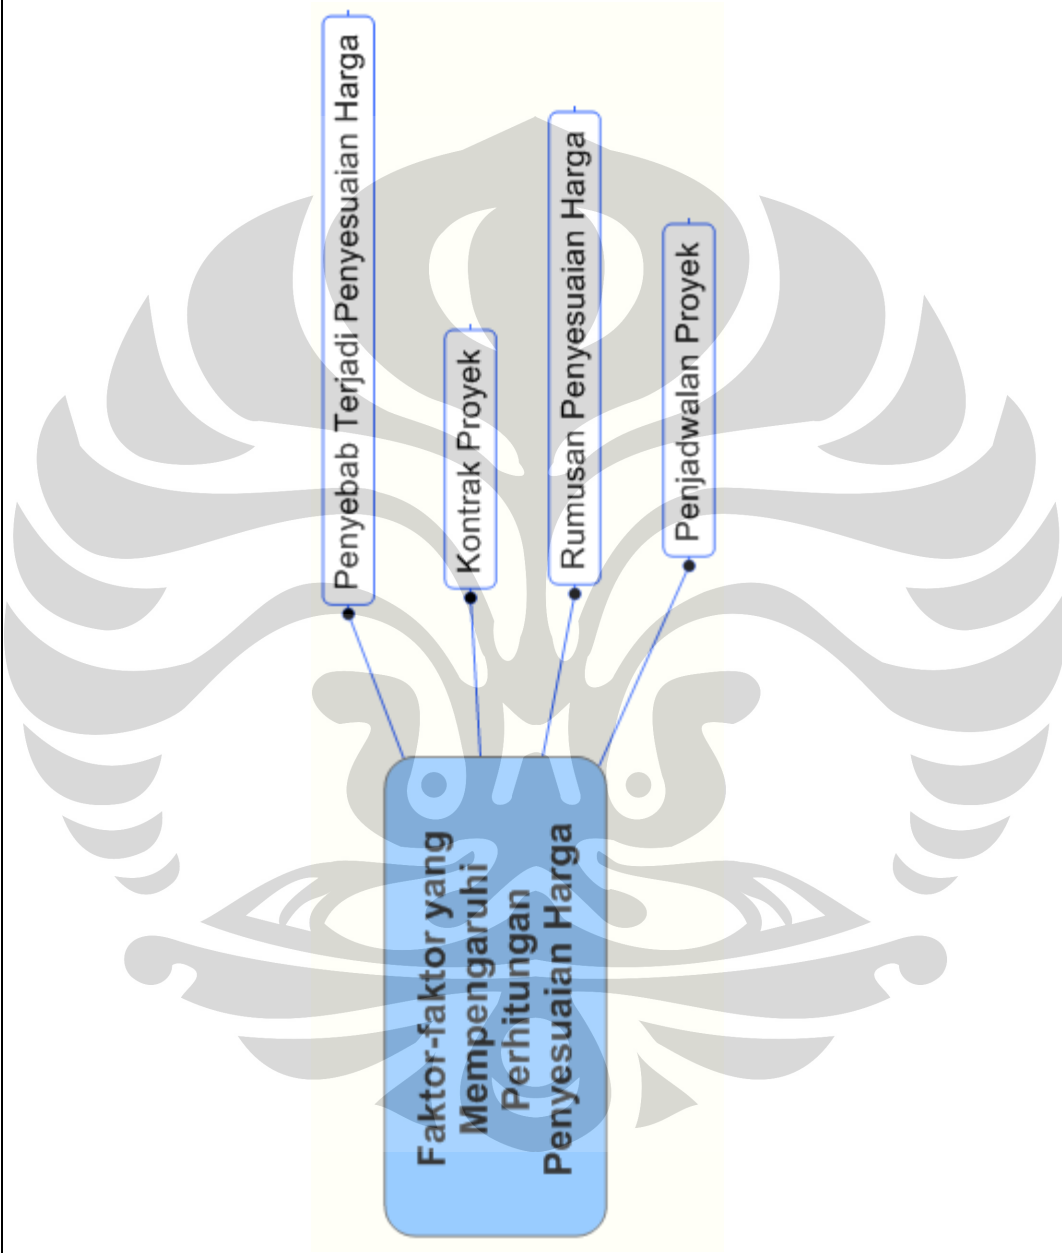 Faktor-faktor yang
Mempengaruhi
Perhitungan
Penyesuaian Harga
Penyebab Terjadi Penyesuaian Harga
Kontrak Proyek
Rumusan Penyesuaian Harga
Penjadwalan Proyek